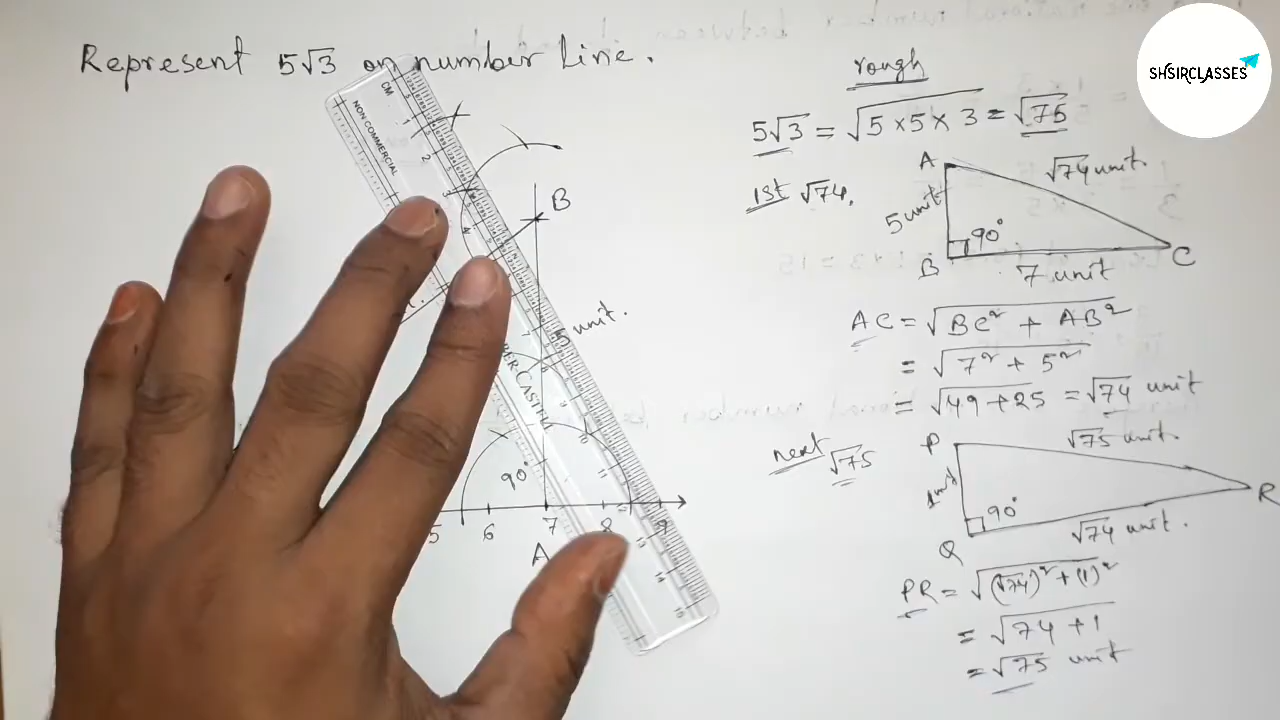 Represent 5√3 on number line.
SHSIRCLASSES
rough
5√3 = √5×5×3 = √75
1st √74.
A
√74 unit.
5 unit
90°
B
7 unit
C
AC = √BC² + AB²
= √7² + 5²
= √49+25 = √74 unit
next √75
P
√75 unit.
1 unit
90°
R
Q
√74 unit.
PR = √(√74)² + (1)²
= √74 + 1
= √75 unit
CM
NON COMMERCIAL
B
5 unit.
90°
5 6 7 8 9
A